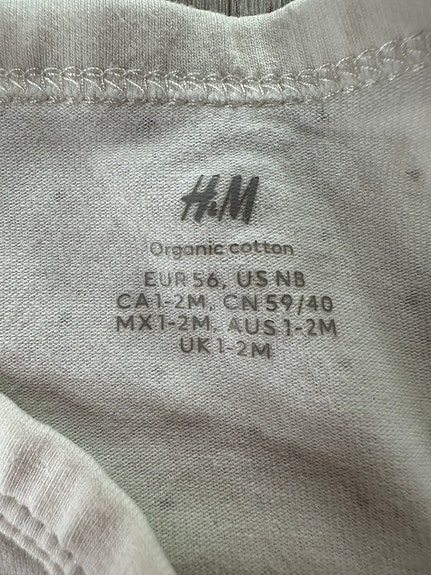 H&M
Organic cotton
EUR 56, US NB
CA 1-2M, CN 59/40
MX 1-2M, AUS 1-2M
UK 1-2M